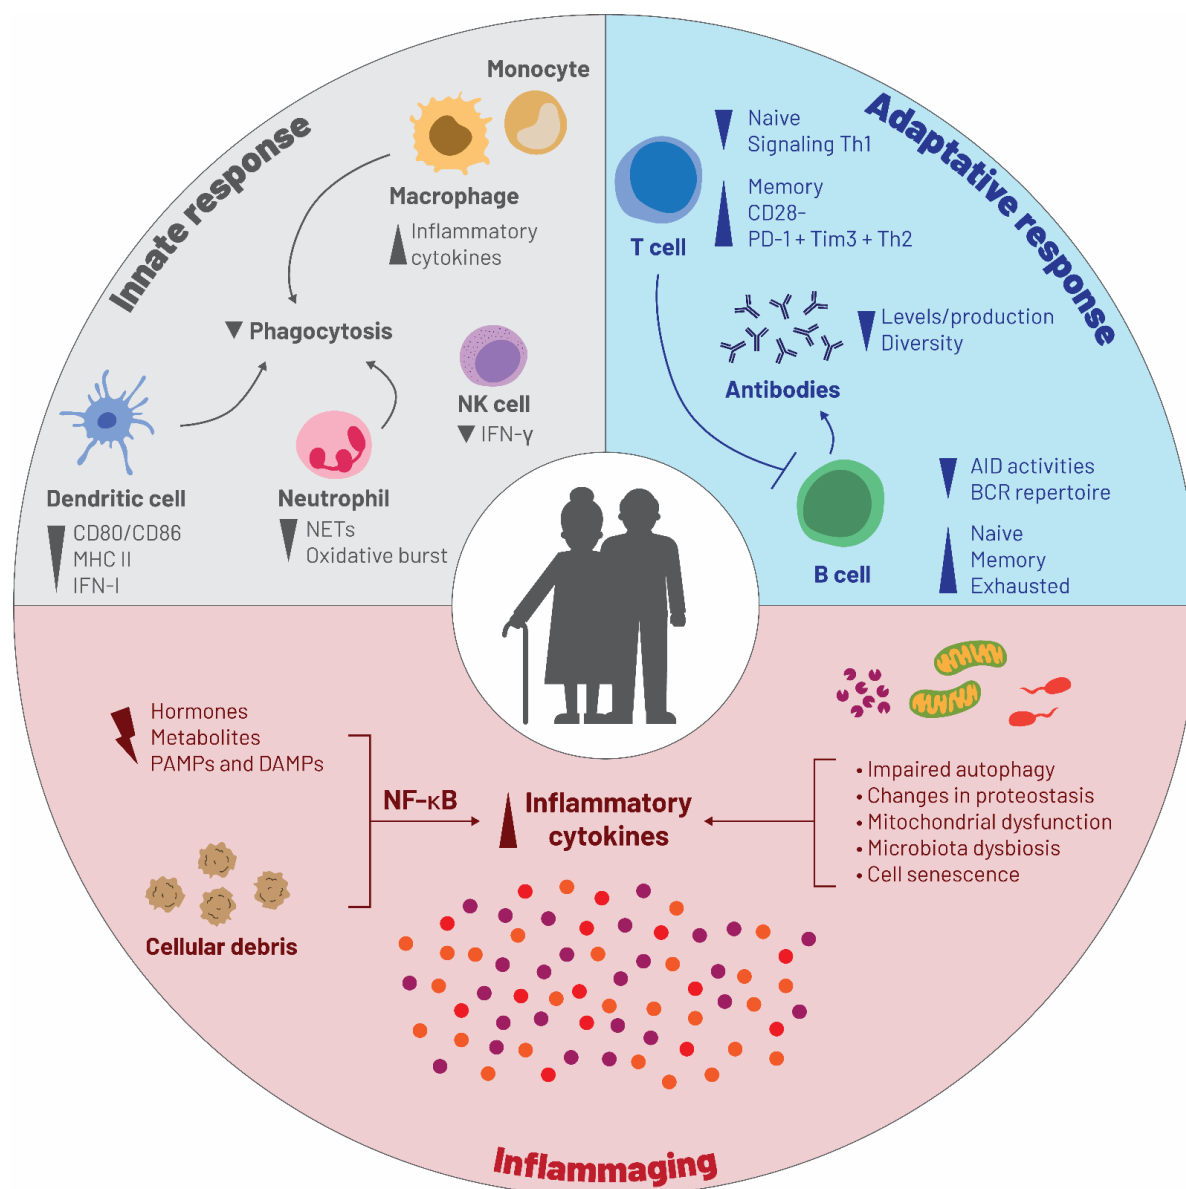 Innate response
Monocyte
Macrophage
Inflammatory
cytokines
Phagocytosis
NK cell
IFN-γ
Dendritic cell
CD80/CD86
MHC II
IFN-I
Neutrophil
NETs
Oxidative burst
Adaptative response
Naive
Signaling Th1
Memory
CD28-
PD-1 + Tim3 + Th2
T cell
Levels/production
Diversity
Antibodies
AID activities
BCR repertoire
Naive
Memory
Exhausted
B cell
Hormones
Metabolites
PAMPs and DAMPs
NF-κB
Cellular debris
Inflammatory
cytokines
• Impaired autophagy
• Changes in proteostasis
• Mitochondrial dysfunction
• Microbiota dysbiosis
• Cell senescence
Inflammaging